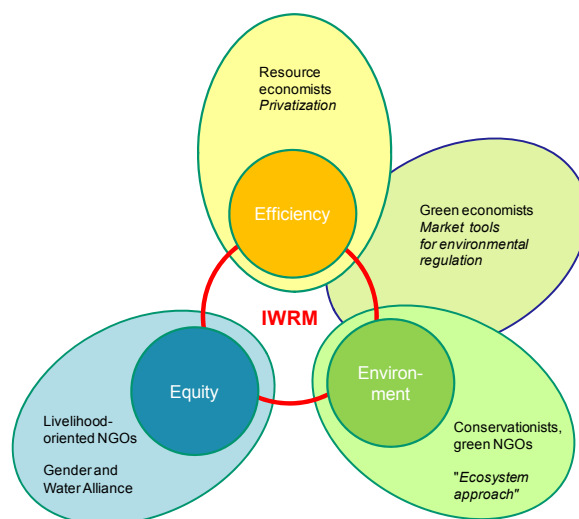 Resource
economists
Privatization
Efficiency
Green economists
Market tools
for environmental
regulation
IWRM
Equity
Environ-
ment
Livelihood-
oriented NGOs
Gender and
Water Alliance
Conservationists,
green NGOs
"Ecosystem
approach"